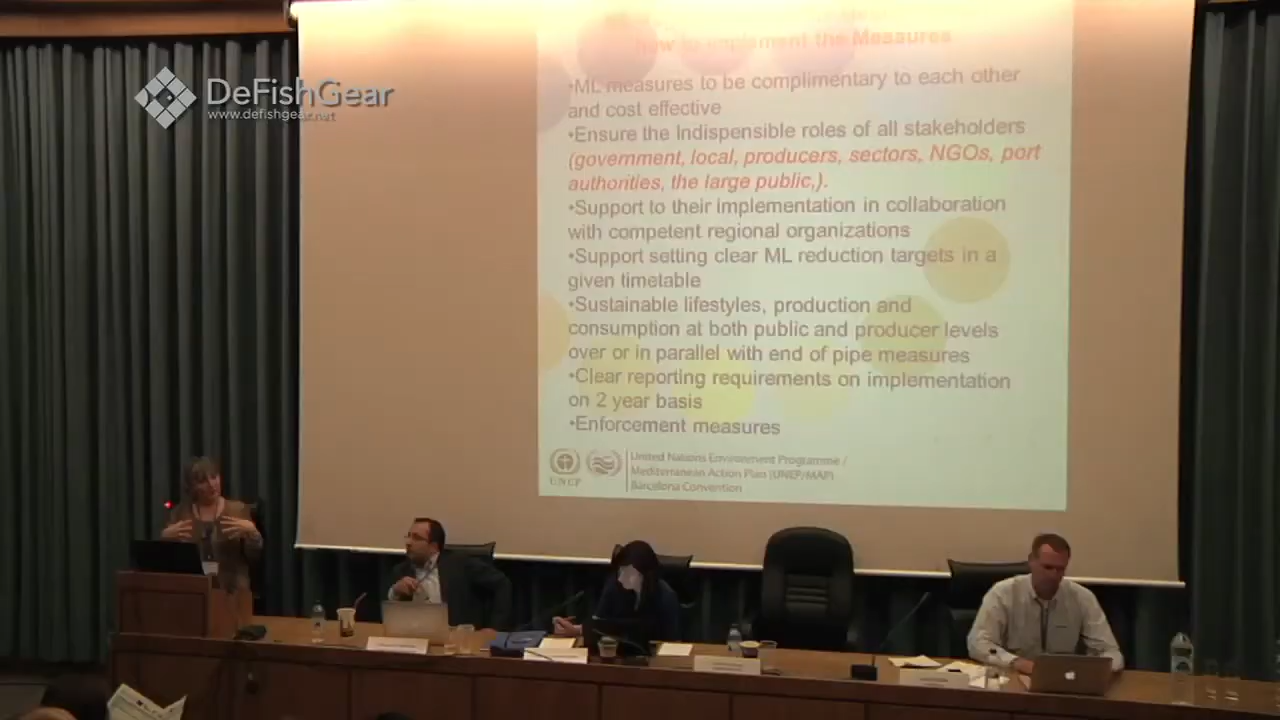 DeFishGear
www.defishgear.net
how to implement the Measures
•ML measures to be complimentary to each other
and cost effective
•Ensure the Indispensible roles of all stakeholders
(government, local, producers, sectors, NGOs, port
authorities, the large public,).
•Support to their implementation in collaboration
with competent regional organizations
•Support setting clear ML reduction targets in a
given timetable
•Sustainable lifestyles, production and
consumption at both public and producer levels
over or in parallel with end of pipe measures
•Clear reporting requirements on implementation
on 2 year basis
•Enforcement measures
UNEP
United Nations Environment Programme /
Mediterranean Action Plan (UNEP/MAP)
Barcelona Convention